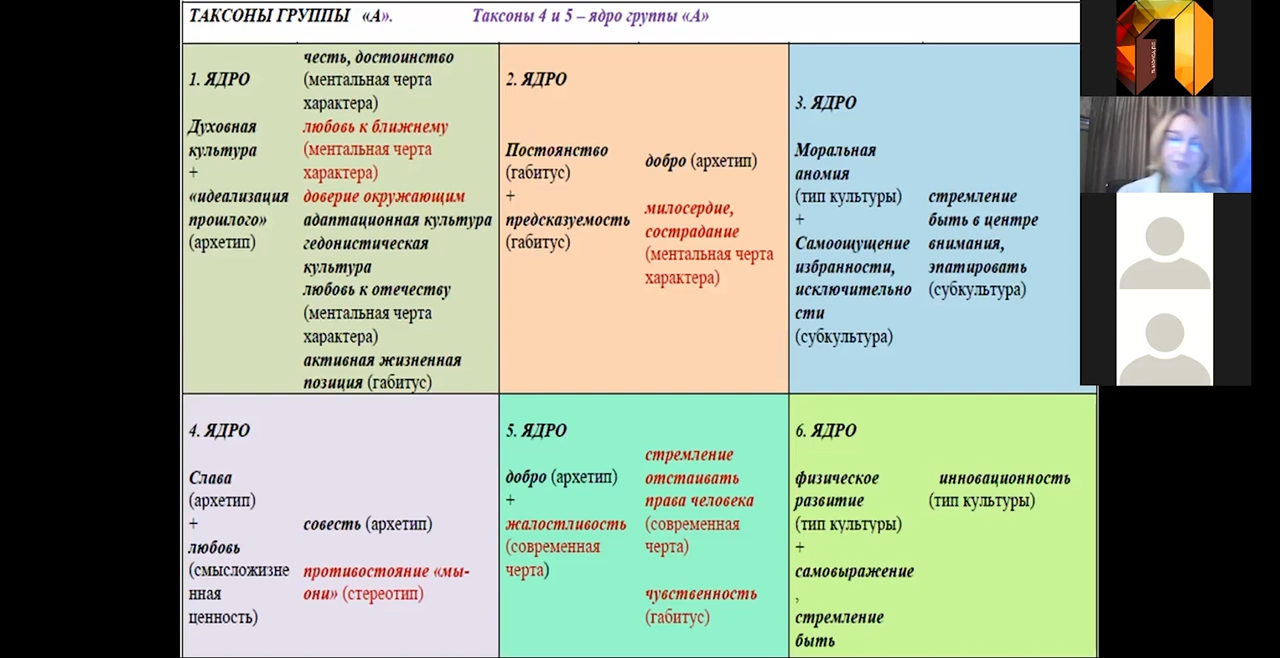 ТАКСОНЫ ГРУППЫ «А». Таксоны 4 и 5 – ядро группы «А»
1. ЯДРО
Духовная
культура
+
«идеализация
прошлого»
(архетип)
честь, достоинство
(ментальная черта
характера)
любовь к ближнему
(ментальная черта
характера)
доверие окружающим
адаптационная культура
гедонистическая
культура
любовь к отечеству
(ментальная черта
характера)
активная жизненная
позиция (габитус)
2. ЯДРО
Постоянство
(габитус)
+
предсказуемость
(габитус)
добро (архетип)
милосердие,
сострадание
(ментальная черта
характера)
3. ЯДРО
Моральная
аномия
(тип культуры)
+
Самоощущение
избранности,
исключительно
сти
(субкультура)
стремление
быть в центре
внимания,
эпатировать
(субкультура)
4. ЯДРО
Слава
(архетип)
+
любовь
(смысложизне
нная
ценность)
совесть (архетип)
противостояние «мы-
они» (стереотип)
5. ЯДРО
добро (архетип)
+
жалостливость
(современная
черта)
стремление
отстаивать
права человека
(современная
черта)
чувственность
(габитус)
6. ЯДРО
физическое
развитие
(тип культуры)
+
самовыражение
,
стремление
быть
инновационность
(тип культуры)